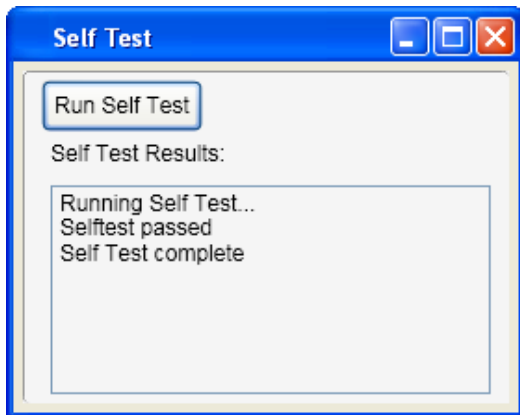 Self Test
Run Self Test
Self Test Results:
Running Self Test...
Selftest passed
Self Test complete